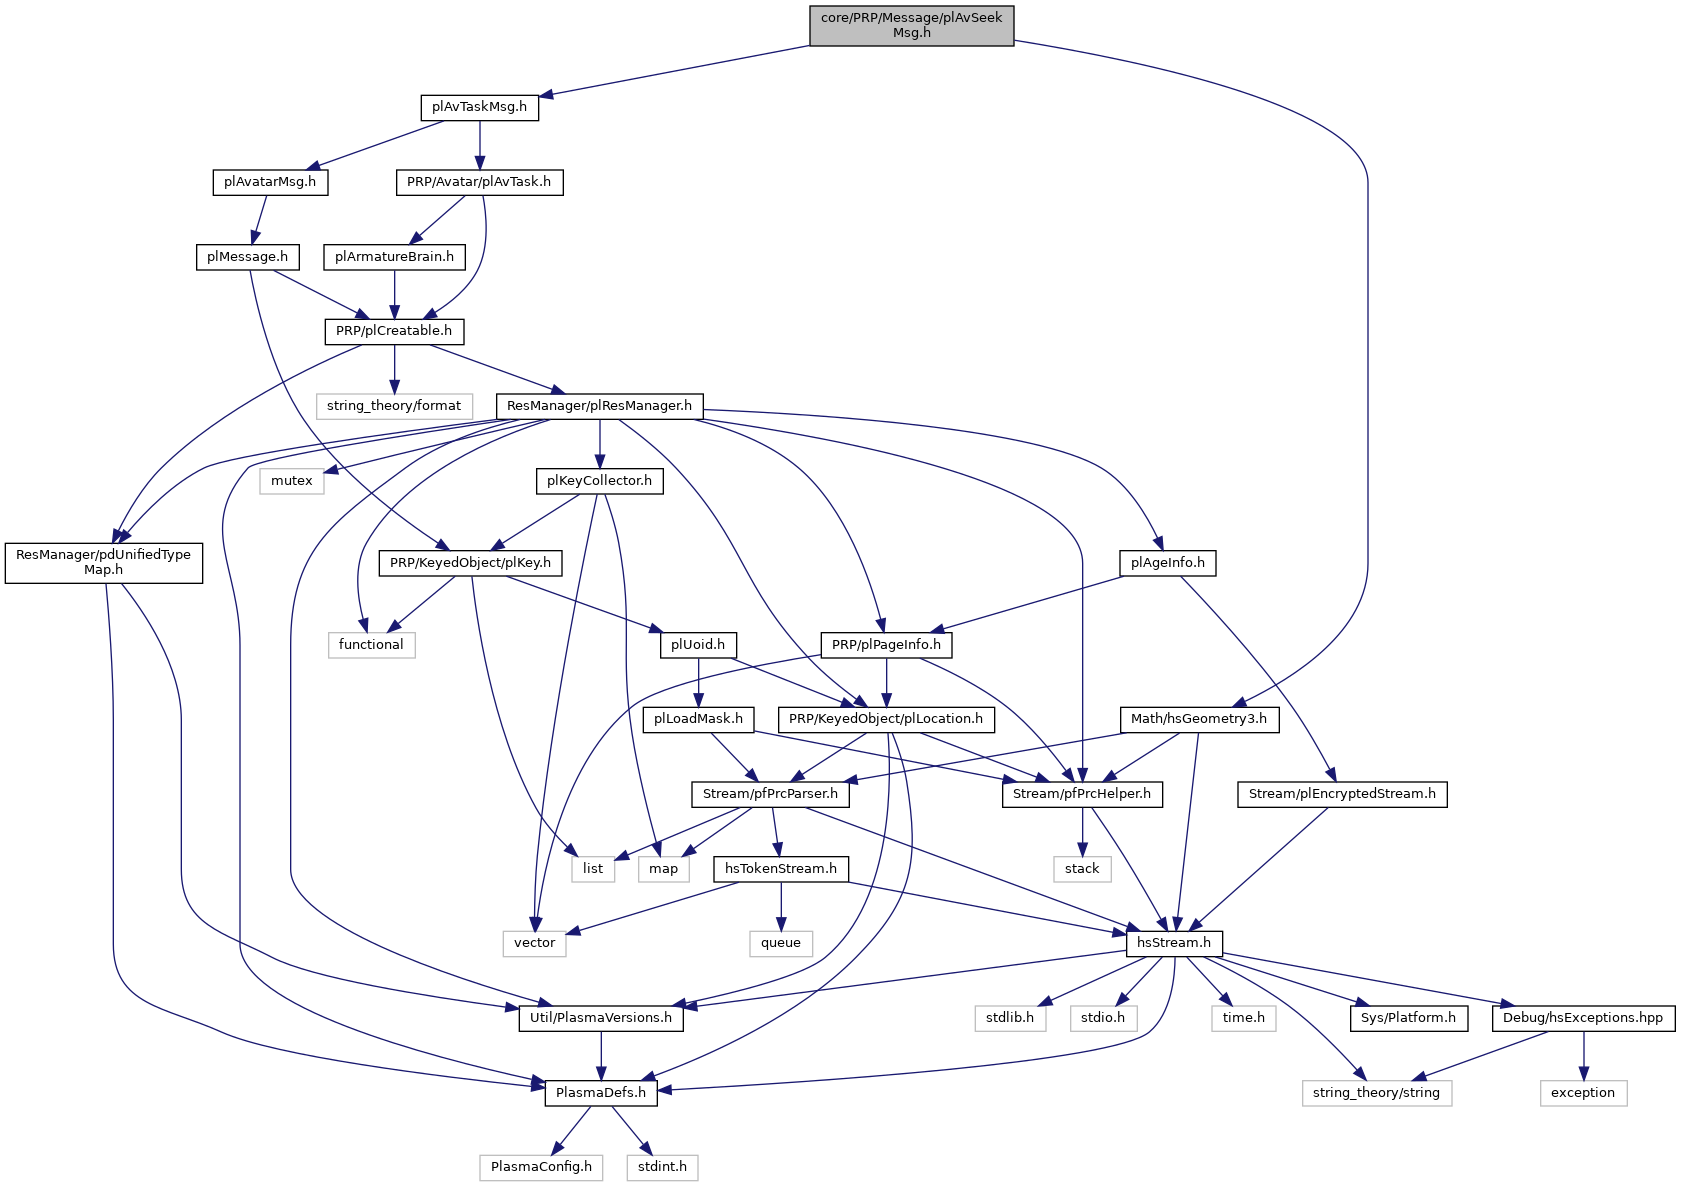 core/PRP/Message/plAvSeek
Msg.h
plAvTaskMsg.h
plAvatarMsg.h
PRP/Avatar/plAvTask.h
plMessage.h
plArmatureBrain.h
PRP/plCreatable.h
string_theory/format
ResManager/plResManager.h
mutex
plKeyCollector.h
ResManager/pdUnifiedType
Map.h
PRP/KeyedObject/plKey.h
plAgeInfo.h
functional
plUoid.h
PRP/plPageInfo.h
plLoadMask.h
PRP/KeyedObject/plLocation.h
Math/hsGeometry3.h
Stream/pfPrcParser.h
Stream/pfPrcHelper.h
Stream/plEncryptedStream.h
list
map
hsTokenStream.h
stack
vector
queue
hsStream.h
Util/PlasmaVersions.h
stdlib.h
stdio.h
time.h
Sys/Platform.h
Debug/hsExceptions.hpp
PlasmaDefs.h
string_theory/string
exception
PlasmaConfig.h
stdint.h